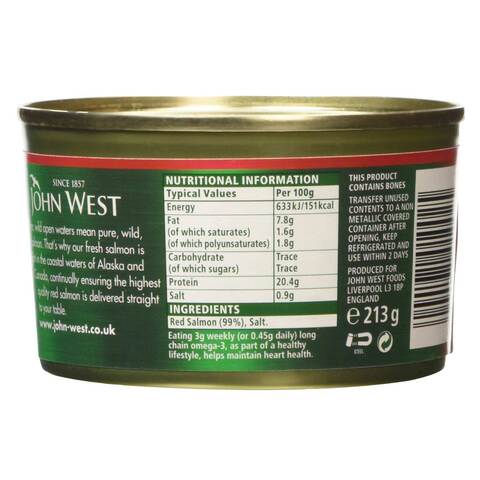 SINCE 1857
JOHN WEST
wild open waters mean pure, wild,
That's why our fresh salmon is
the coastal waters of Alaska and
continually ensuring the highest
quality red salmon is delivered straight
to your table.
www.john-west.co.uk
NUTRITIONAL INFORMATION
Typical Values Per 100g
Energy 633kJ/151kcal
Fat 7.8g
(of which saturates) 1.6g
(of which polyunsaturates) 1.8g
Carbohydrate Trace
(of which sugars) Trace
Protein 20.4g
Salt 0.9g
INGREDIENTS
Red Salmon (99%), Salt.
Eating 3g weekly (or 0.45g daily) long
chain omega-3, as part of a healthy
lifestyle, helps maintain heart health.
THIS PRODUCT
CONTAINS BONES
TRANSFER UNUSED
CONTENTS TO A NON
METALLIC COVERED
CONTAINER AFTER
OPENING, KEEP
REFRIGERATED AND
USE WITHIN 2 DAYS
PRODUCED FOR
JOHN WEST FOODS
LIVERPOOL L3 1BP
ENGLAND
e 213g
STEEL